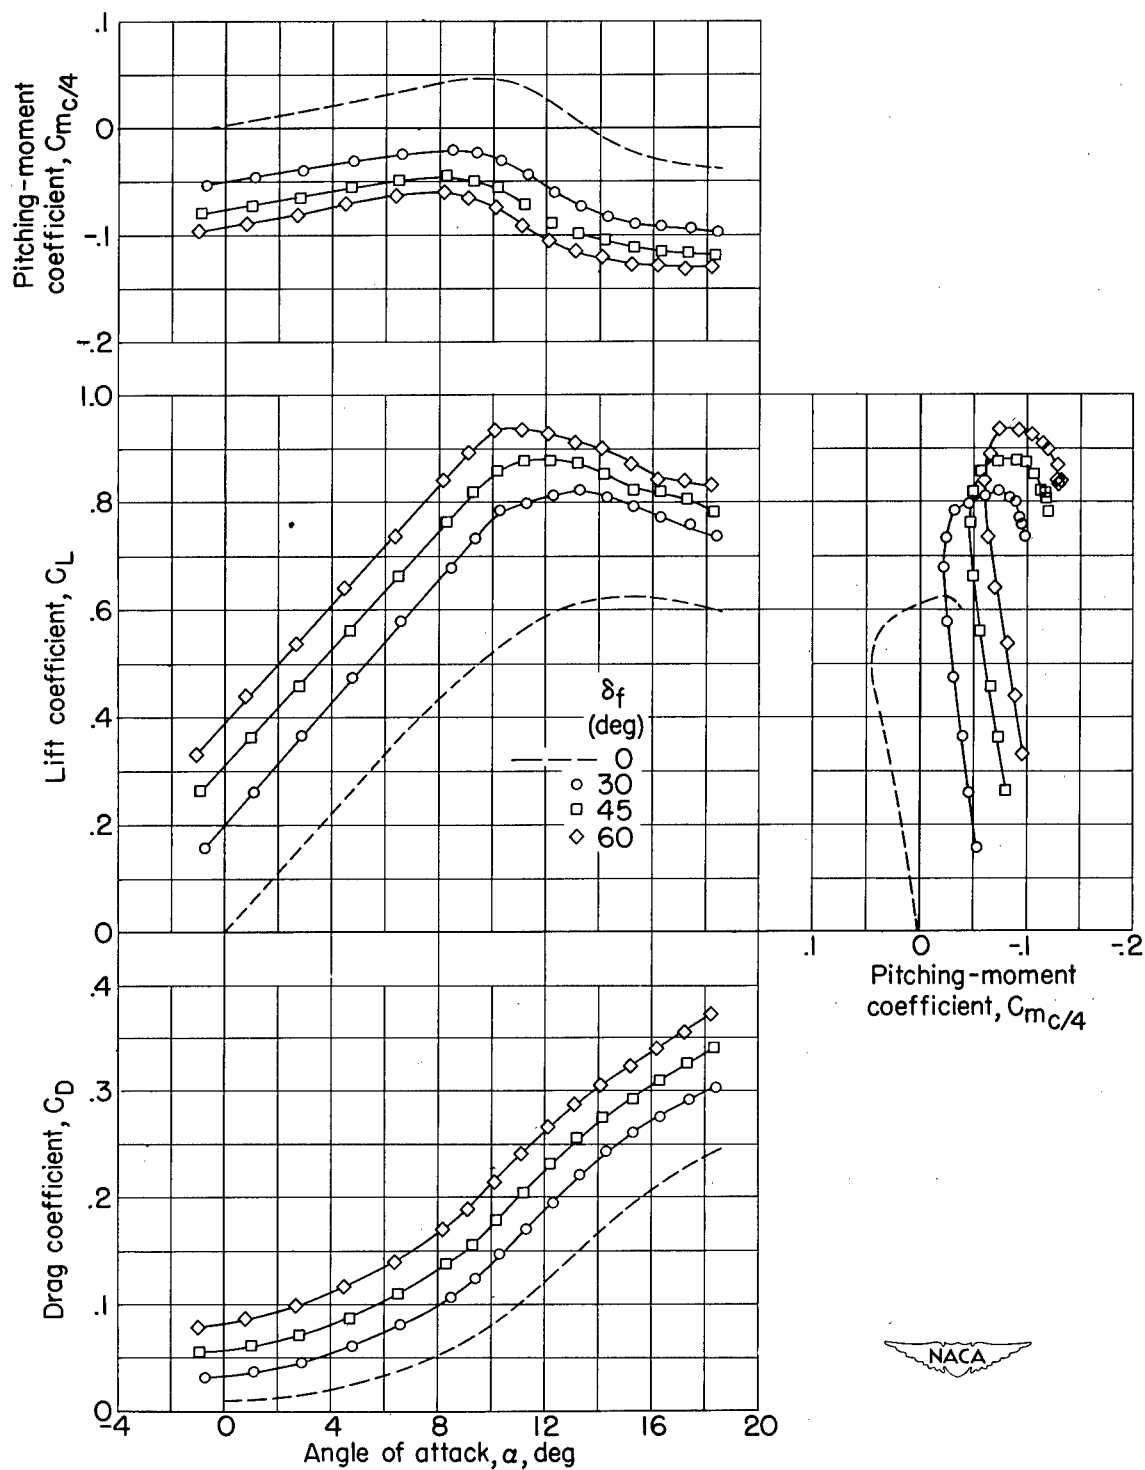 .1
0
-.1
-.2
Pitching-moment
coefficient, Cmc/4
1.0
.8
.6
.4
.2
0
Lift coefficient, CL
δf
(deg)
0
30
45
60
.1 0 -.1 -.2
Pitching-moment
coefficient, Cmc/4
.4
.3
.2
.1
0
Drag coefficient, CD
-4 0 4 8 12 16 20
Angle of attack, α, deg
NACA